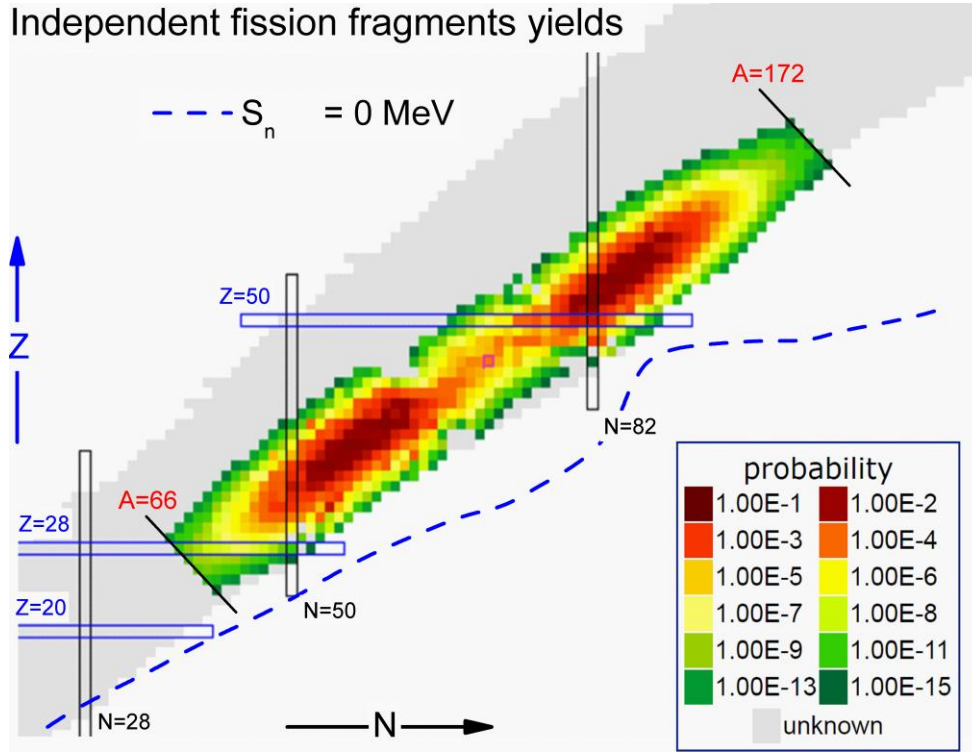 Independent fission fragments yields
A=172
S_n = 0 MeV
Z=50
Z
N=82
A=66
Z=28
Z=20
N=50
N=28
N
probability
1.00E-1 1.00E-2
1.00E-3 1.00E-4
1.00E-5 1.00E-6
1.00E-7 1.00E-8
1.00E-9 1.00E-11
1.00E-13 1.00E-15
unknown